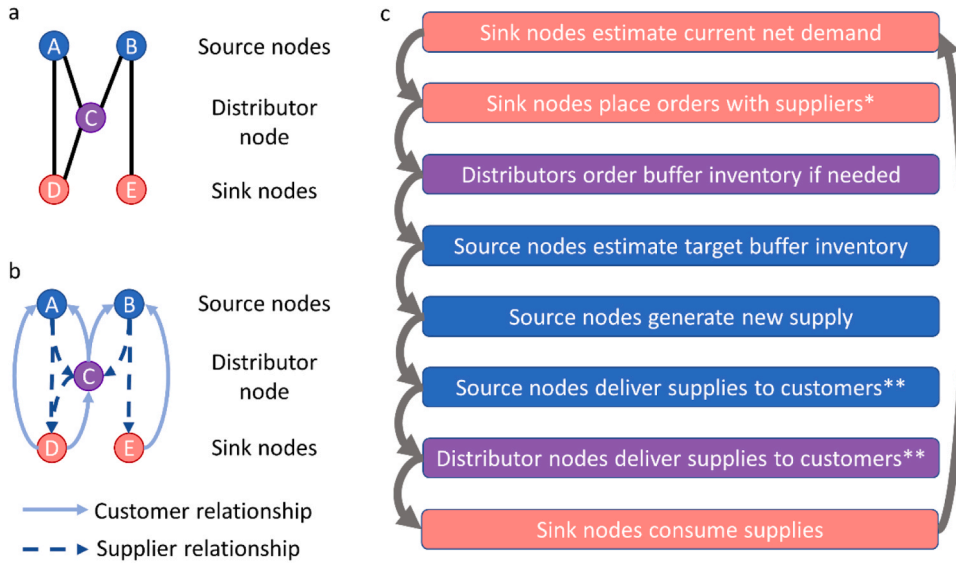 a
A
B
Source nodes
C
Distributor
node
D
E
Sink nodes
b
A
B
Source nodes
C
Distributor
node
D
E
Sink nodes
Customer relationship
Supplier relationship
c
Sink nodes estimate current net demand
Sink nodes place orders with suppliers*
Distributors order buffer inventory if needed
Source nodes estimate target buffer inventory
Source nodes generate new supply
Source nodes deliver supplies to customers**
Distributor nodes deliver supplies to customers**
Sink nodes consume supplies